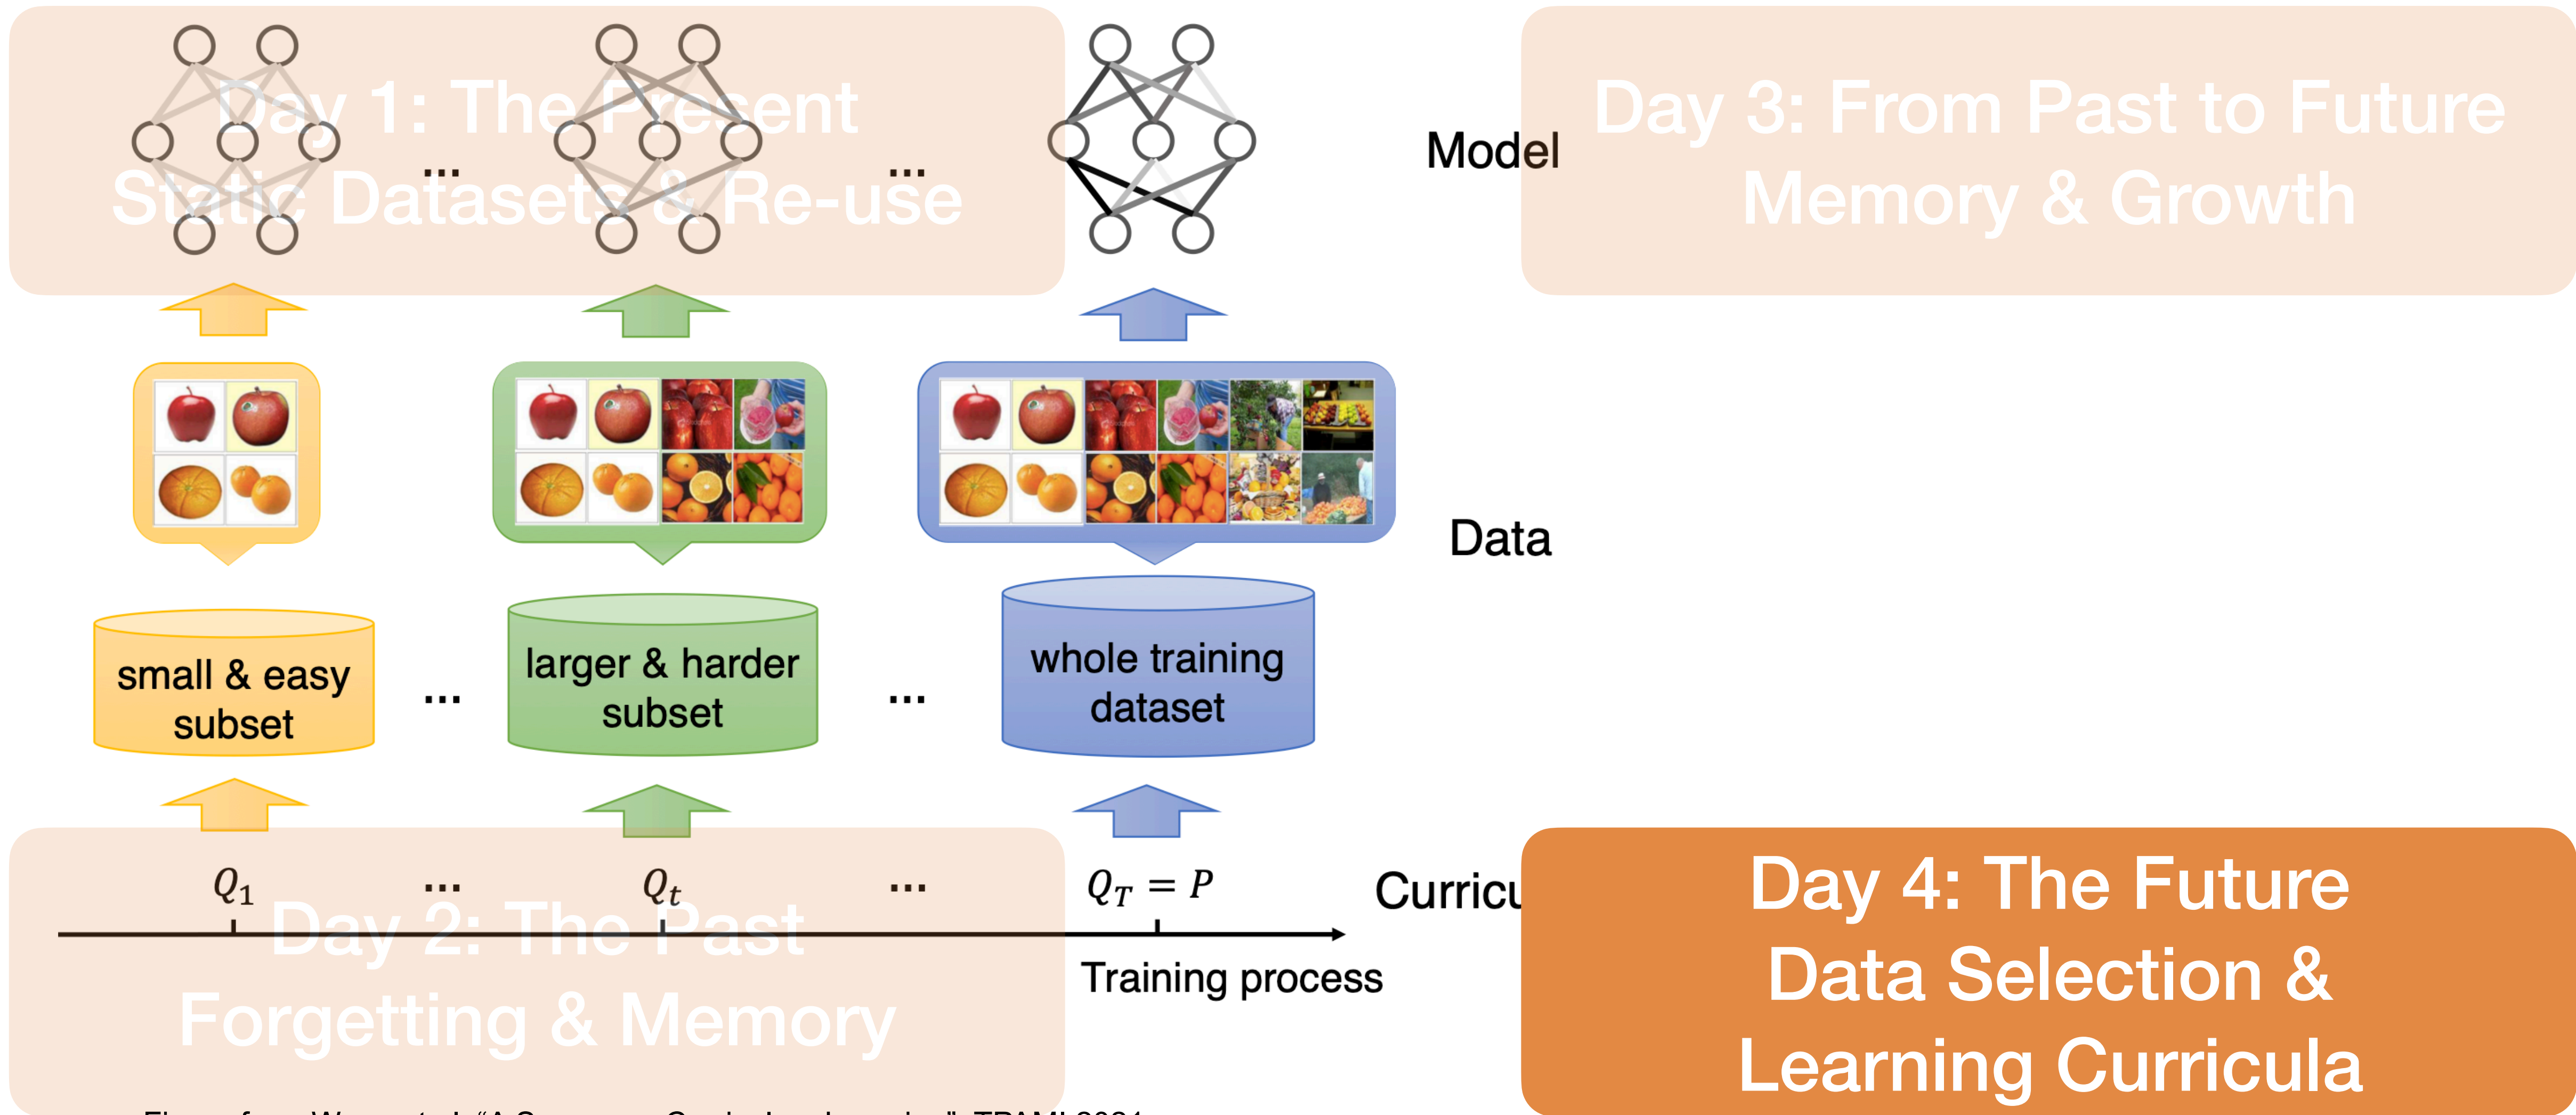 Day 1: The Present
Static Datasets & Re-use
Day 3: From Past to Future
Memory & Growth
...
...
Model
Data
small & easy
subset
...
larger & harder
subset
...
whole training
dataset
Q₁
...
Qₜ
...
Q_T = P
Curricu
Training process
Day 2: The Past
Forgetting & Memory
Day 4: The Future
Data Selection &
Learning Curricula